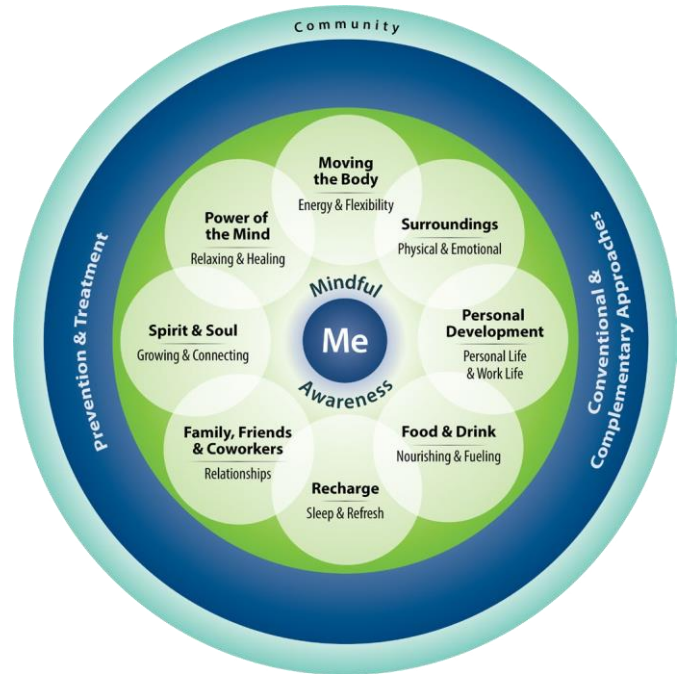 Community
Prevention & Treatment
Conventional &
Complementary Approaches
Moving
the Body
Energy & Flexibility
Surroundings
Physical & Emotional
Personal
Development
Personal Life
& Work Life
Food & Drink
Nourishing & Fueling
Recharge
Sleep & Refresh
Family, Friends
& Coworkers
Relationships
Spirit & Soul
Growing & Connecting
Power of
the Mind
Relaxing & Healing
Mindful
Me
Awareness